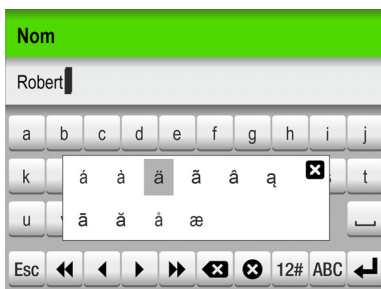 Nom
Robert
a b c d e f g h i j
k t
á à ä ã â ą
u
ā ă å æ
Esc 12# ABC